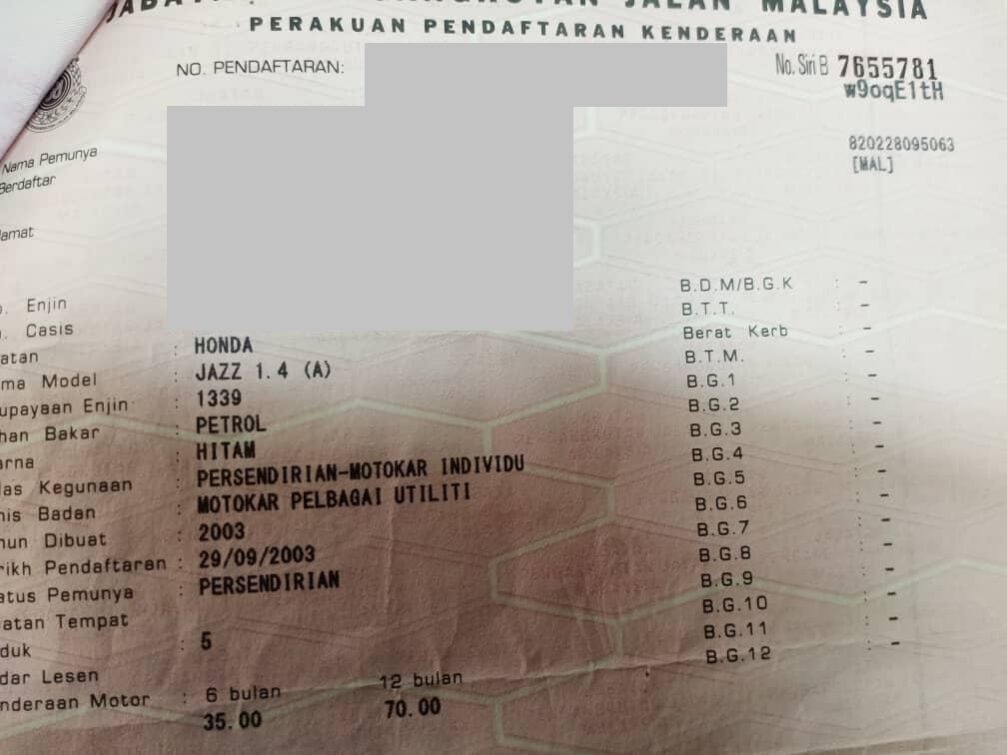 JALAN MALAYSIA
PERAKUAN PENDAFTARAN KENDERAAN
NO. PENDAFTARAN:
No. Siri B 7655781
w9oqE1tH
820228095063
[MAL]
Nama Pemunya
Berdaftar
amat
Enjin
Casis
atan : HONDA
ma Model : JAZZ 1.4 (A)
upayaan Enjin : 1339
han Bakar : PETROL
arna : HITAM
as Kegunaan : PERSENDIRIAN-MOTOKAR INDIVIDU
nis Badan : MOTOKAR PELBAGAI UTILITI
hun Dibuat : 2003
rikh Pendaftaran : 29/09/2003
atus Pemunya : PERSENDIRIAN
atan Tempat
duk : 5
dar Lesen
nderaan Motor : 6 bulan 12 bulan
35.00 70.00
B.D.M/B.G.K : -
B.T.T. : -
Berat Kerb : -
B.T.M. : -
B.G.1 : -
B.G.2 : -
B.G.3 : -
B.G.4 : -
B.G.5 : -
B.G.6 : -
B.G.7 : -
B.G.8 : -
B.G.9 : -
B.G.10 : -
B.G.11 : -
B.G.12 : -